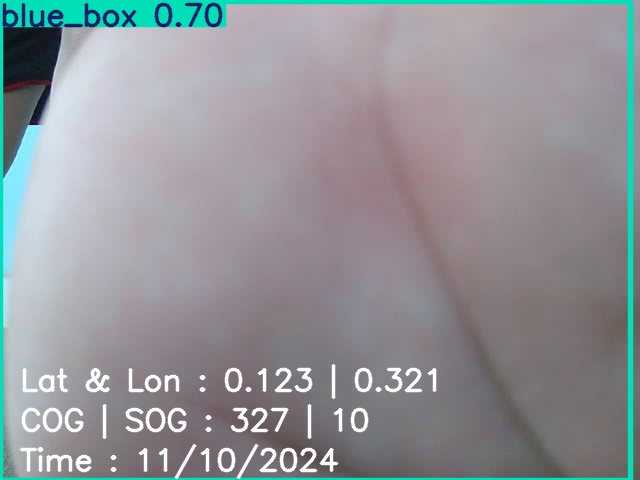 blue_box 0.70
Lat & Lon : 0.123 | 0.321
COG | SOG : 327 | 10
Time : 11/10/2024